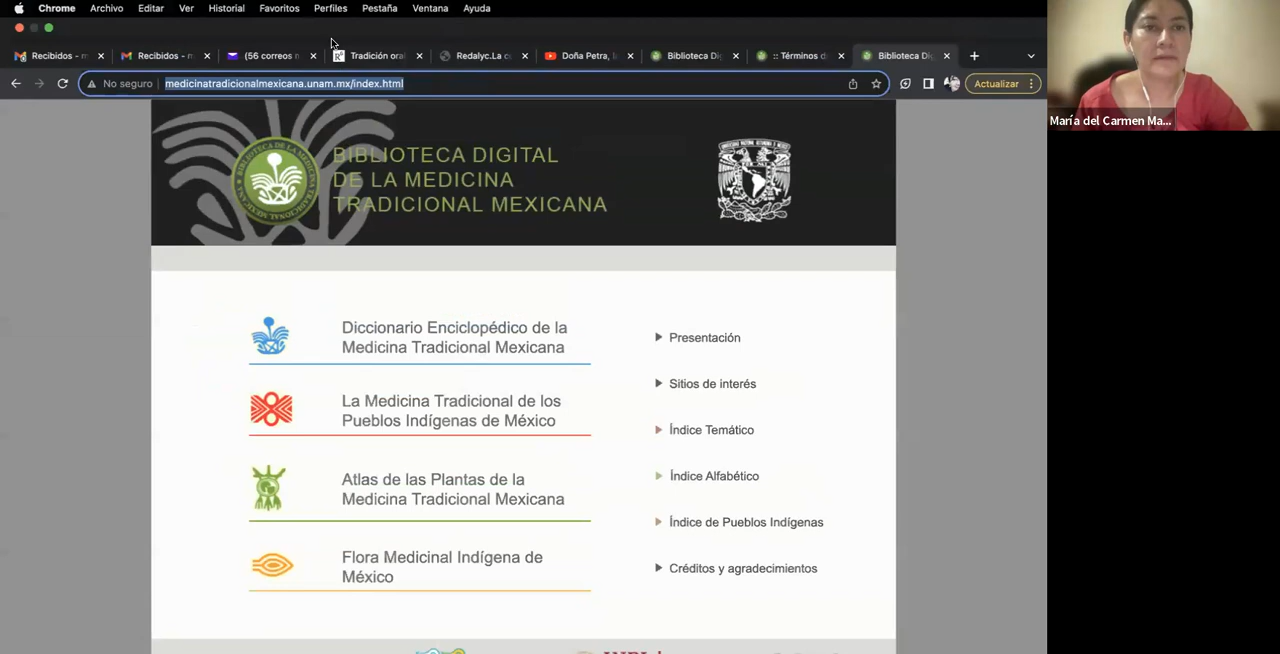 Chrome Archivo Editar Ver Historial Favoritos Perfiles Pestaña Ventana Ayuda
Recibidos - m Recibidos - m (56 correos n Tradición oral Redalyc.La c Doña Petra, Biblioteca Di :: Términos d Biblioteca Di
No seguro medicinatradicionalmexicana.unam.mx/index.html Actualizar
María del Carmen Ma...
BIBLIOTECA DIGITAL
DE LA MEDICINA
TRADICIONAL MEXICANA
Diccionario Enciclopédico de la
Medicina Tradicional Mexicana
La Medicina Tradicional de los
Pueblos Indígenas de México
Atlas de las Plantas de la
Medicina Tradicional Mexicana
Flora Medicinal Indígena de
México
Presentación
Sitios de interés
Índice Temático
Índice Alfabético
Índice de Pueblos Indígenas
Créditos y agradecimientos